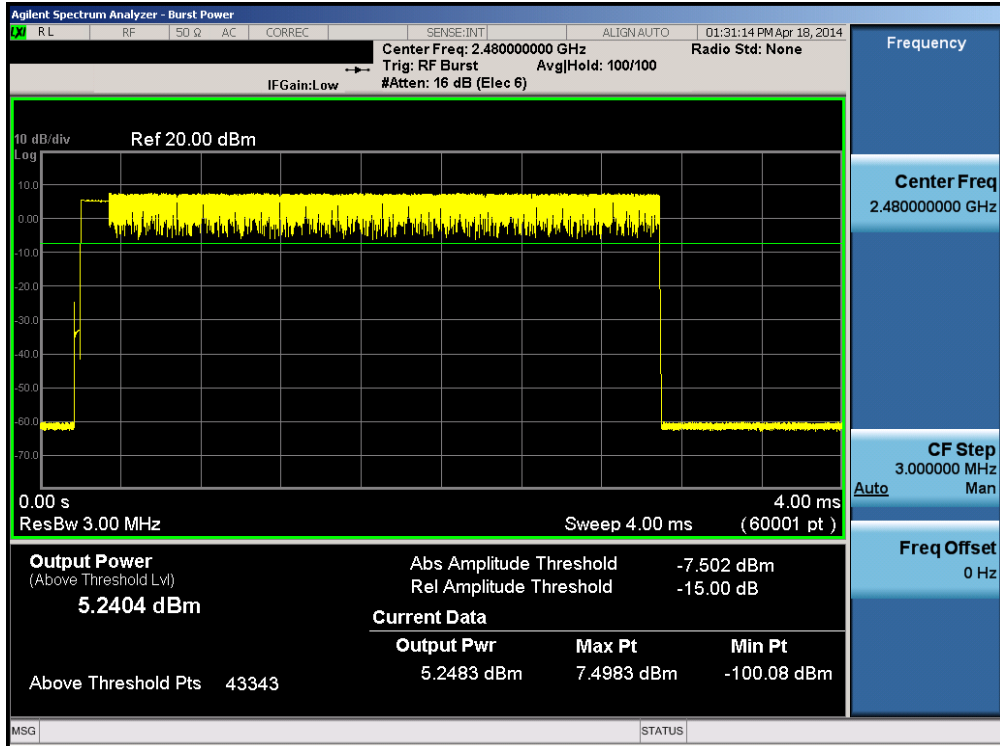 Agilent Spectrum Analyzer - Burst Power
LXI RL RF 50 Ω AC CORREC SENSE:INT ALIGN AUTO 01:31:14 PM Apr 18, 2014
Center Freq: 2.480000000 GHz Radio Std: None
Trig: RF Burst Avg|Hold: 100/100
IFGain:Low #Atten: 16 dB (Elec 6)
10 dB/div Ref 20.00 dBm
Log
10.0
0.00
-10.0
-20.0
-30.0
-40.0
-50.0
-60.0
-70.0
0.00 s 4.00 ms
ResBw 3.00 MHz Sweep 4.00 ms (60001 pt)
Output Power
(Above Threshold Lvl)
5.2404 dBm
Above Threshold Pts 43343
Abs Amplitude Threshold -7.502 dBm
Rel Amplitude Threshold -15.00 dB
Current Data
Output Pwr Max Pt Min Pt
5.2483 dBm 7.4983 dBm -100.08 dBm
MSG STATUS
Frequency
Center Freq
2.480000000 GHz
CF Step
3.000000 MHz
Auto Man
Freq Offset
0 Hz